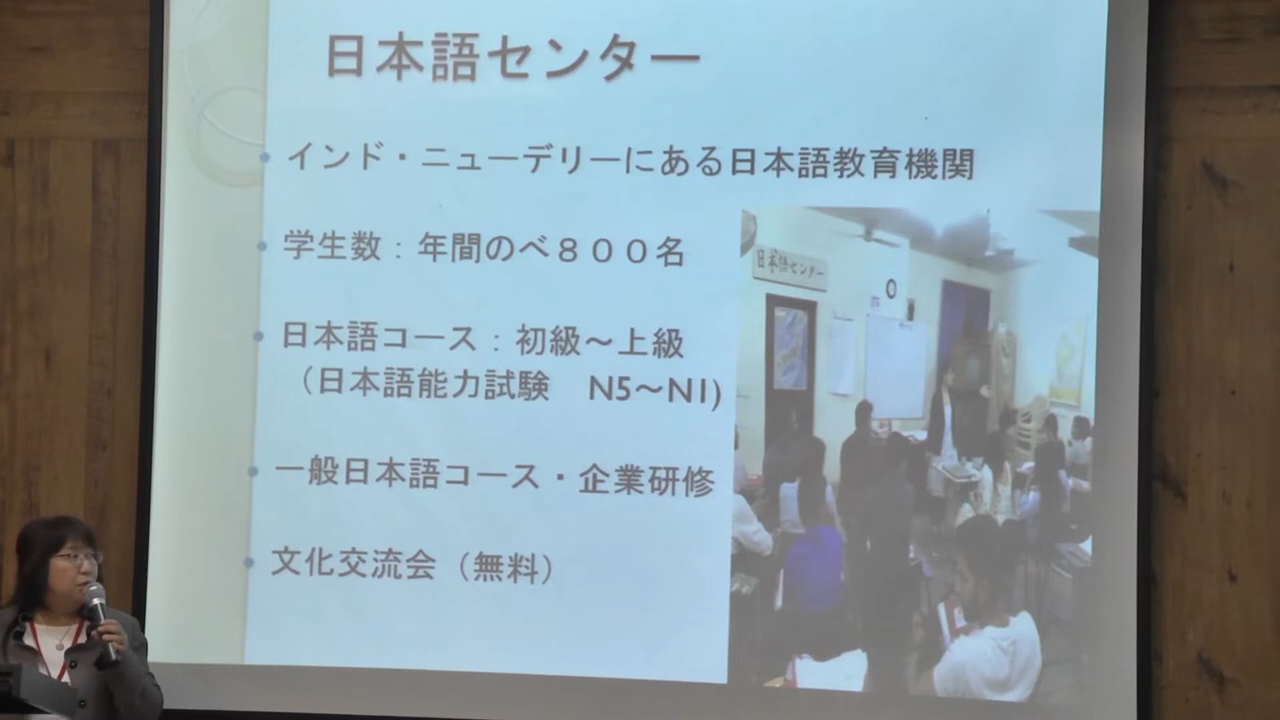 日本語センター
インド・ニューデリーにある日本語教育機関
学生数：年間のべ８００名
日本語コース：初級～上級
（日本語能力試験　N5～N1)
一般日本語コース・企業研修
文化交流会（無料）
日本語センター